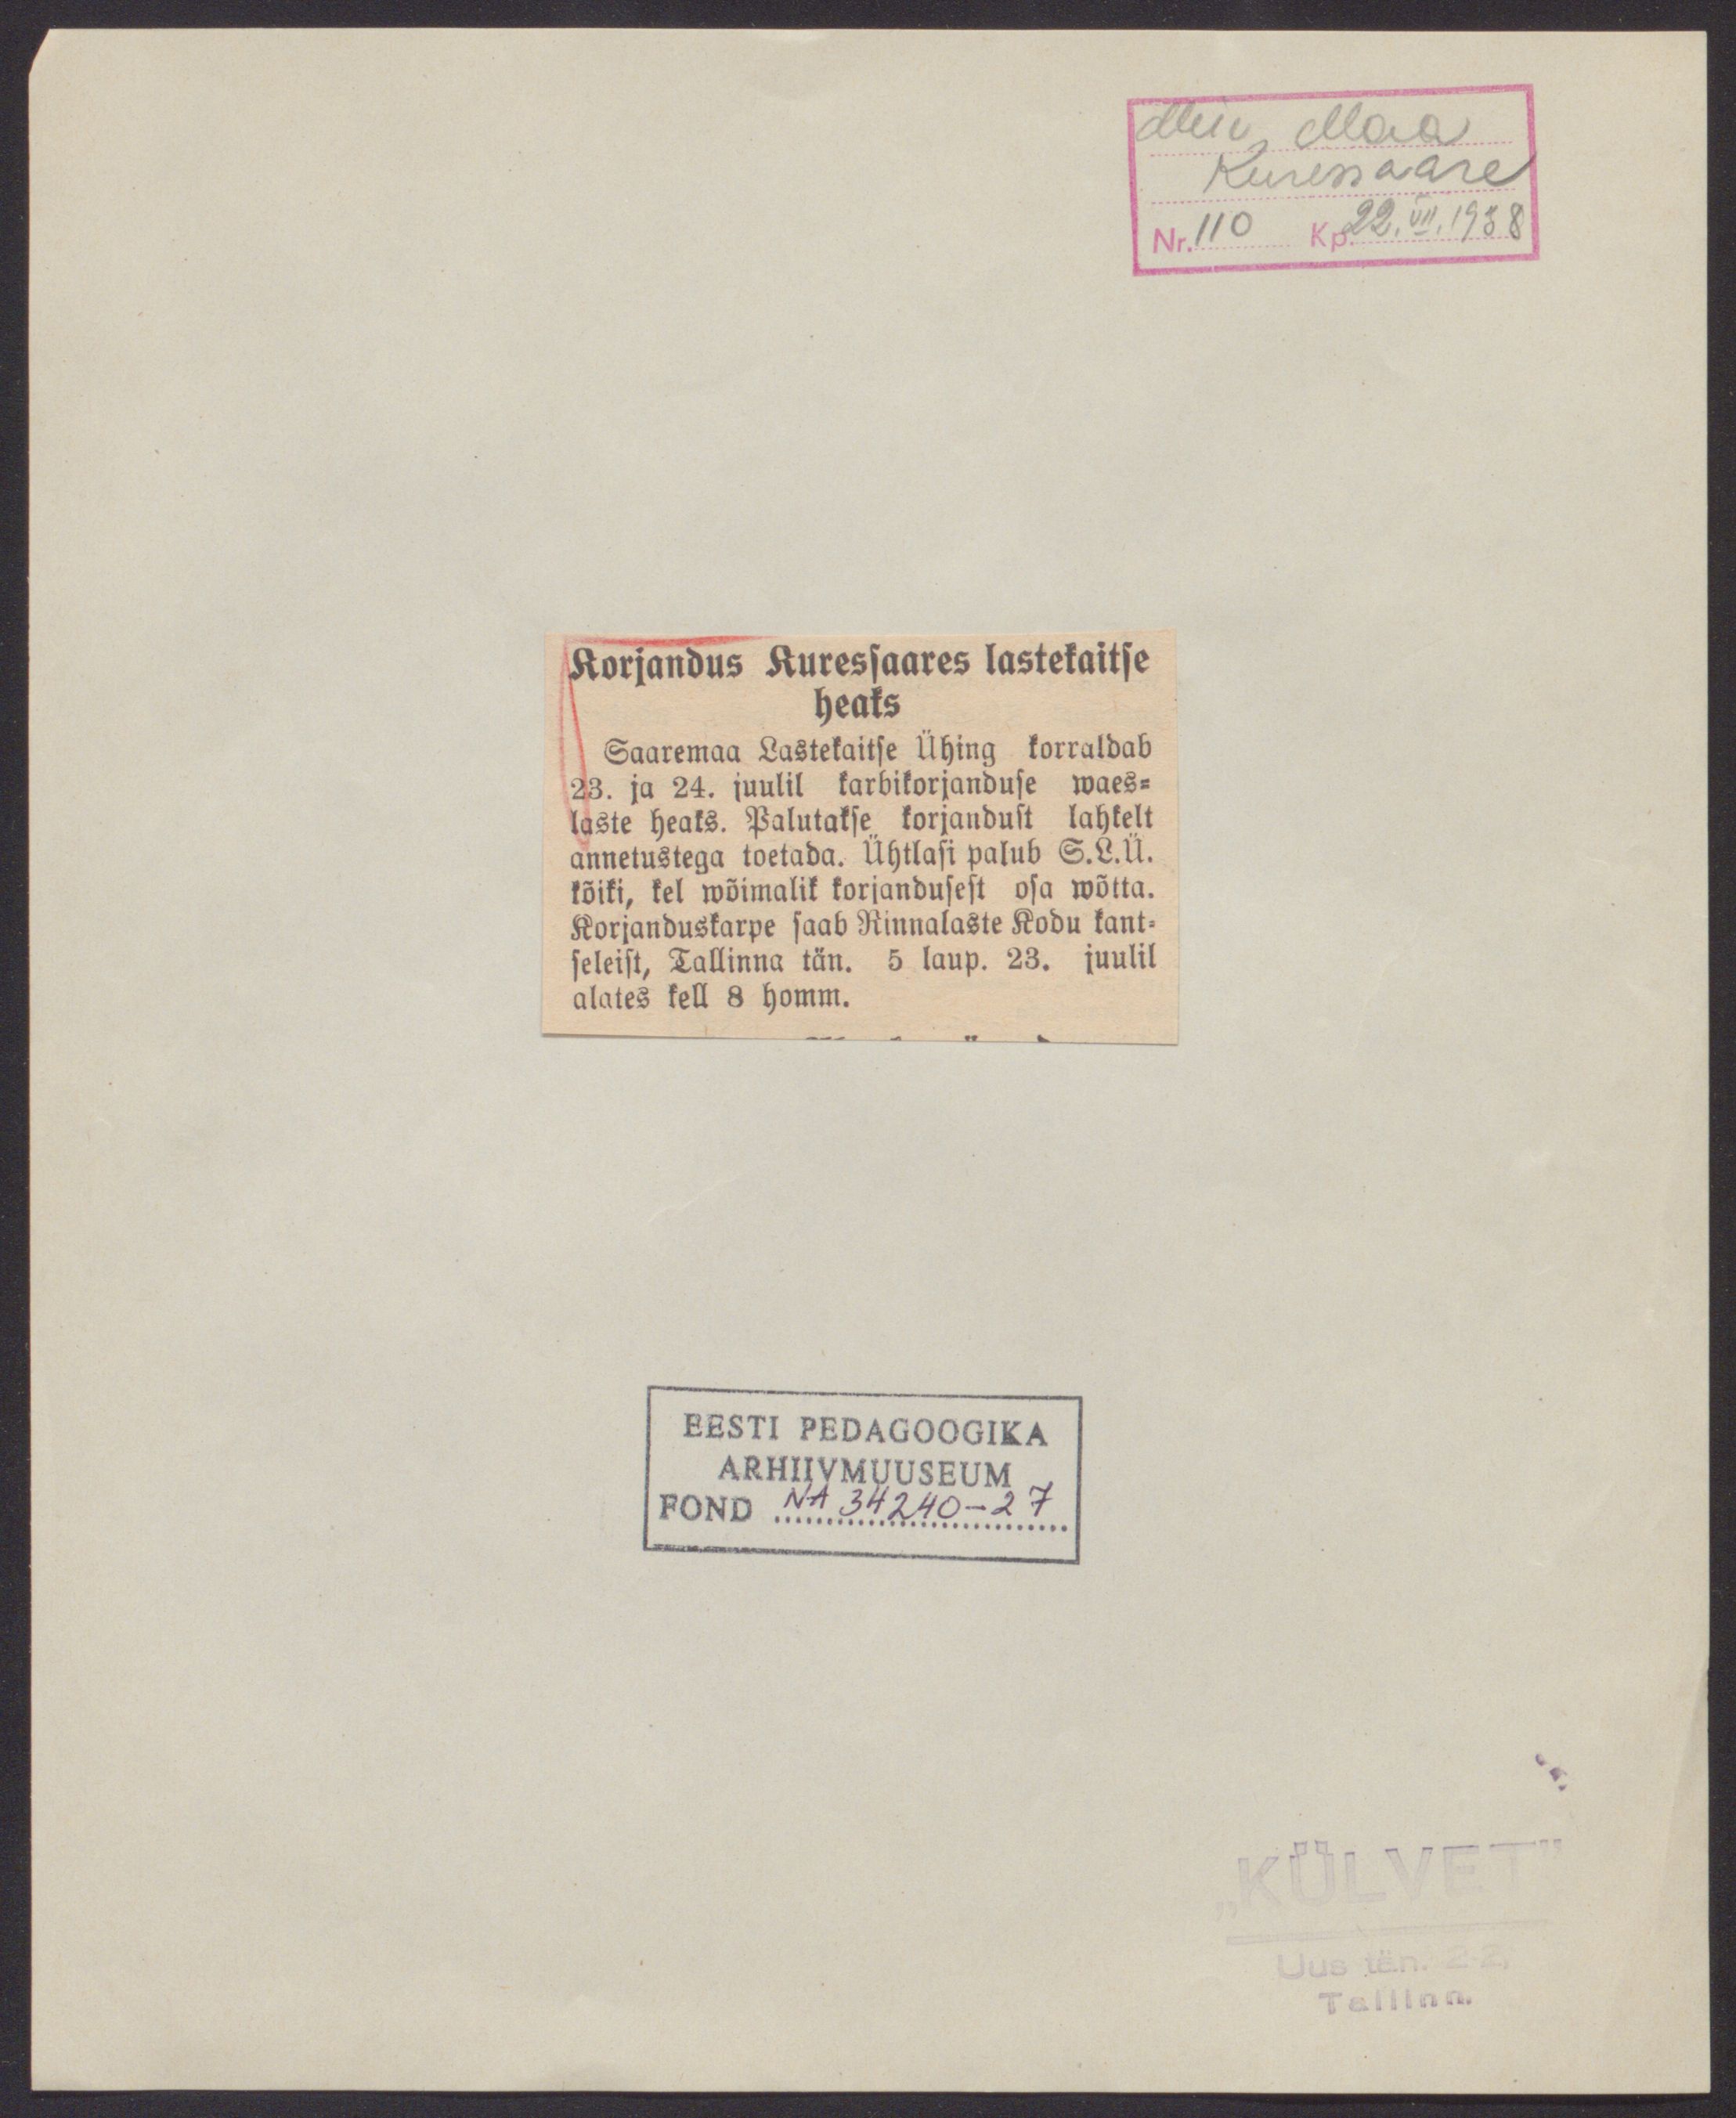 Meie Maa
Kuressaare
Nr. 110 Kp. 22. VII. 1938
Korjandus Kuressaares lastekaitse
heaks
Saaremaa Lastekaitse Ühing korraldab
23. ja 24. juulil karbikorjanduse waes-
laste heaks. Palutakse korjandust lahkelt
annetustega toetada. Ühtlasi palub S.L.Ü.
kõiki, kel wõimalik korjandusest osa wõtta.
Korjanduskarpe saab Rinnalaste Kodu kant-
seleist, Tallinna tän. 5 laup. 23. juulil
alates kell 8 homm.
EESTI PEDAGOOGIKA
ARHIIVMUUSEUM
FOND NA 34240-27
„KÜLVET"
Uus tän. 2-2,
Tallinn.